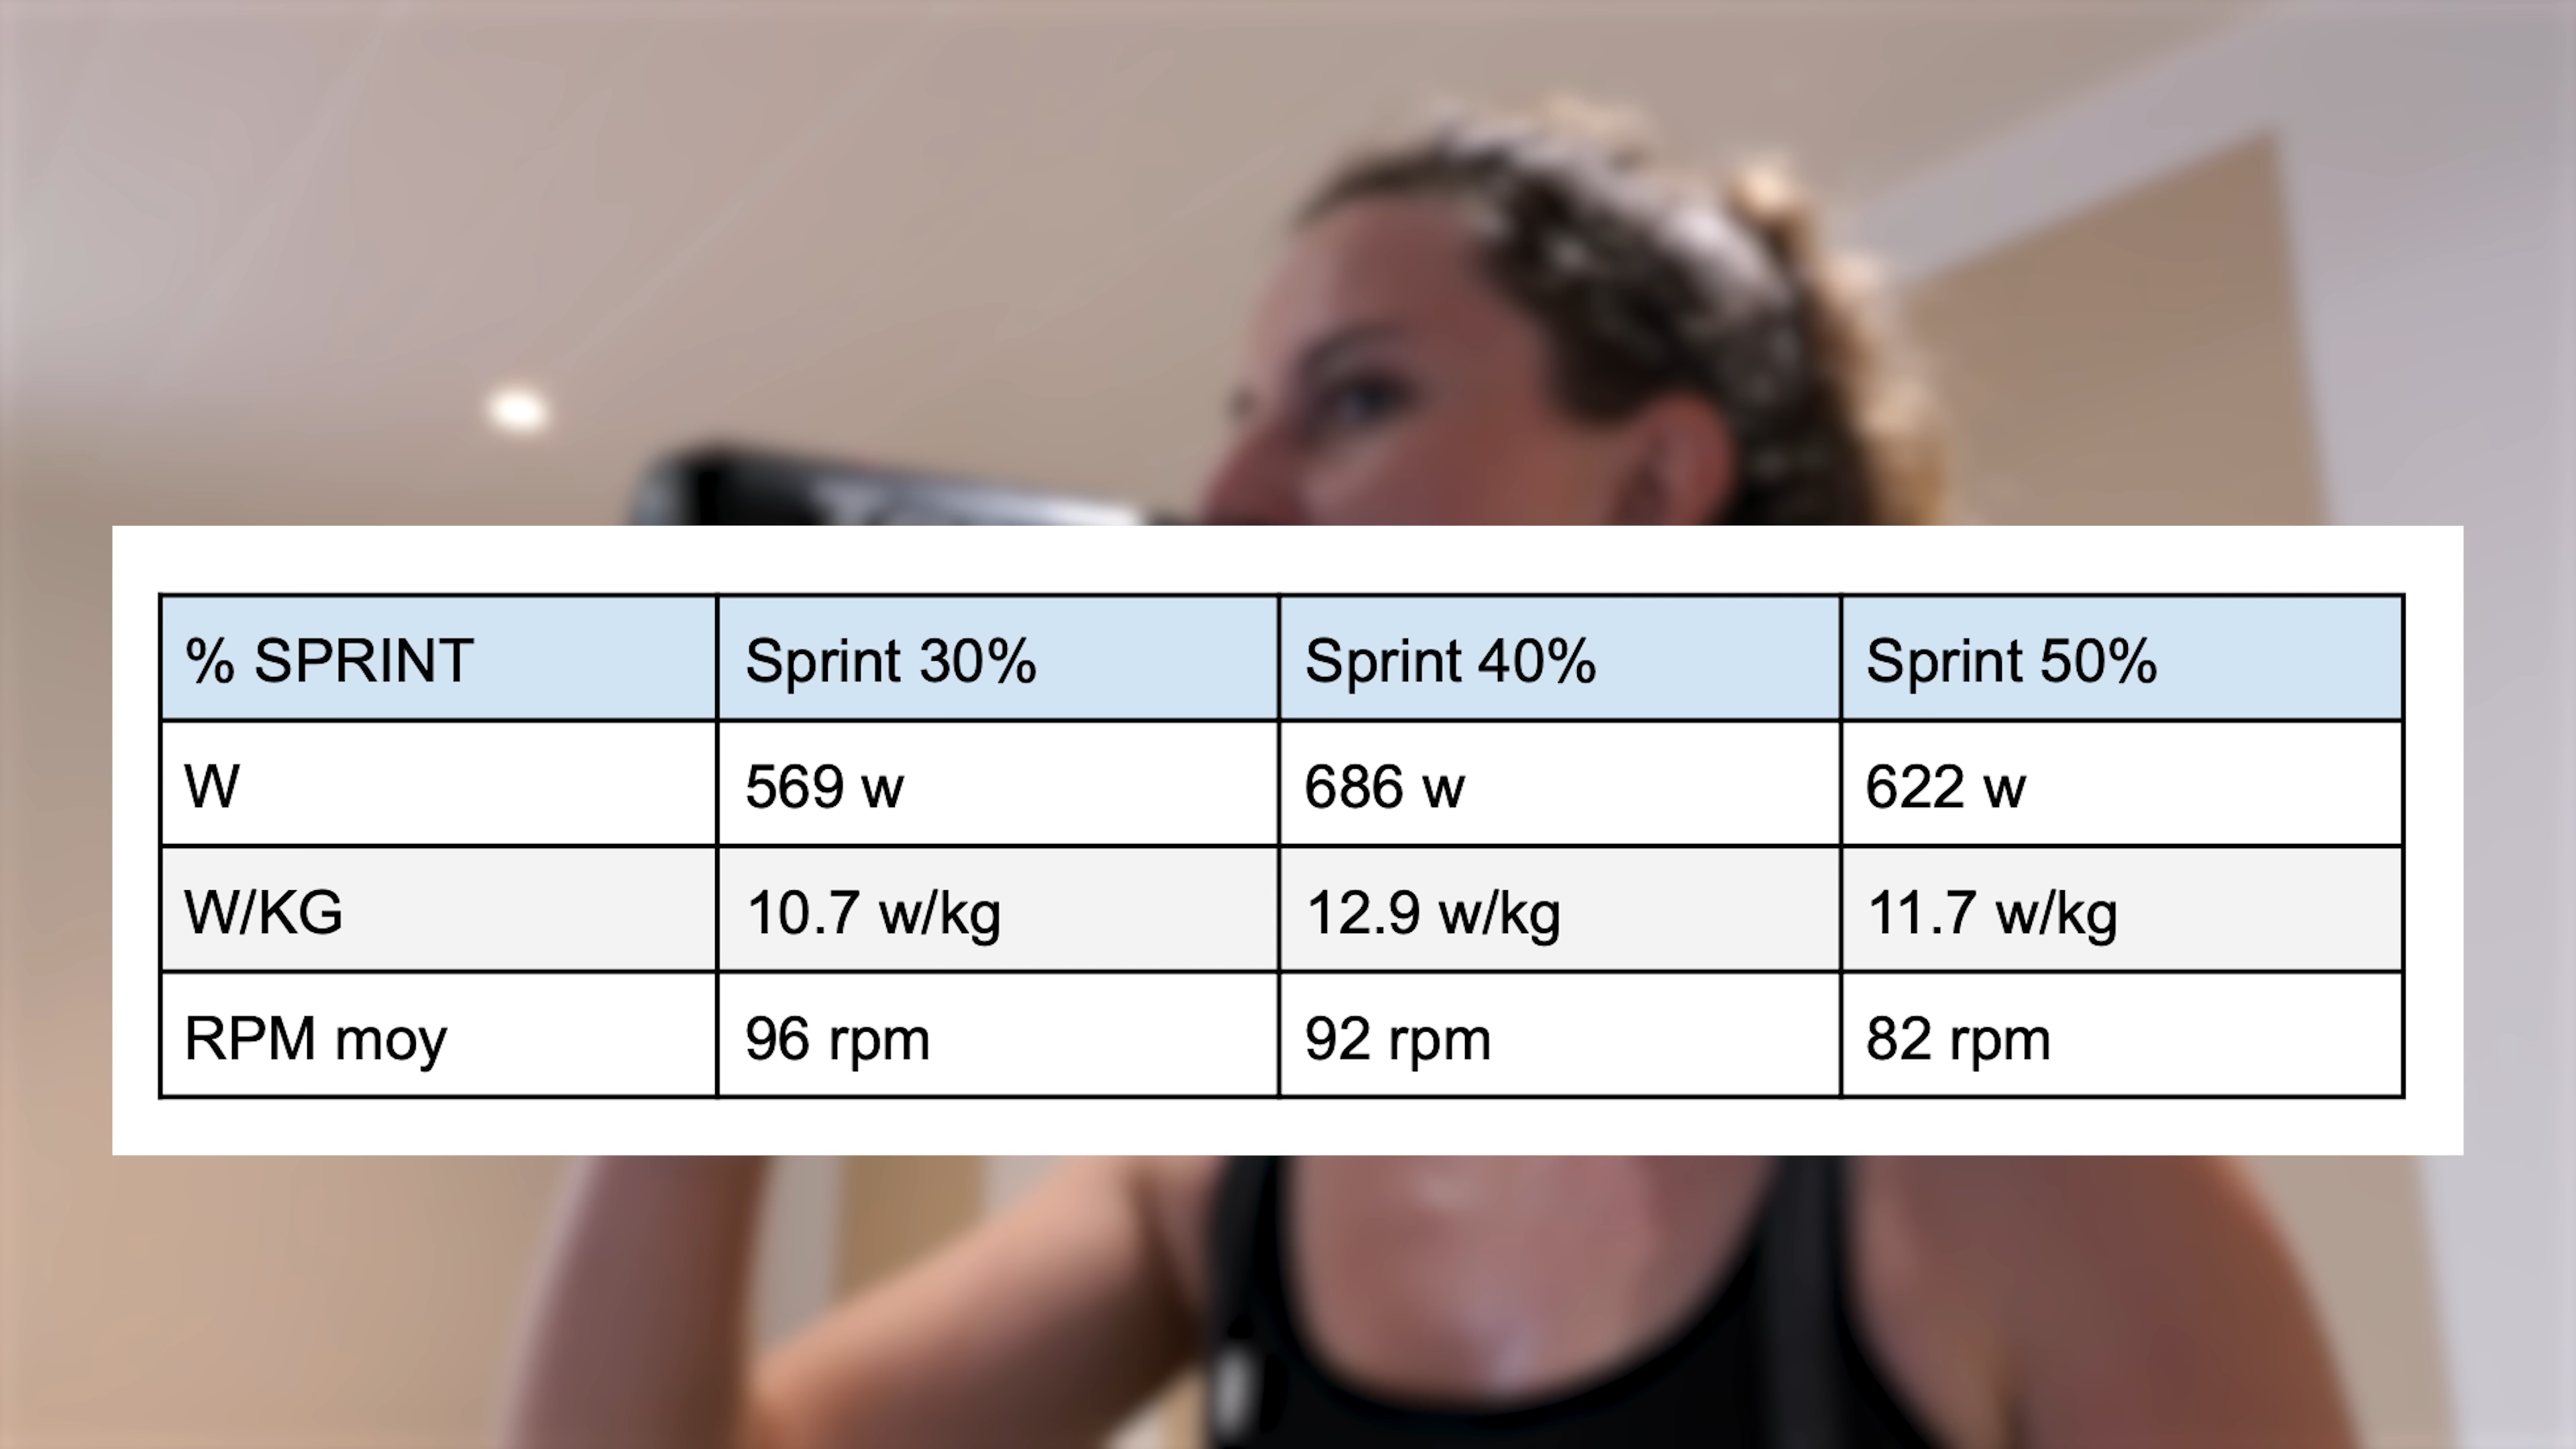 % SPRINT Sprint 30% Sprint 40% Sprint 50%
W 569 w 686 w 622 w
W/KG 10.7 w/kg 12.9 w/kg 11.7 w/kg
RPM moy 96 rpm 92 rpm 82 rpm